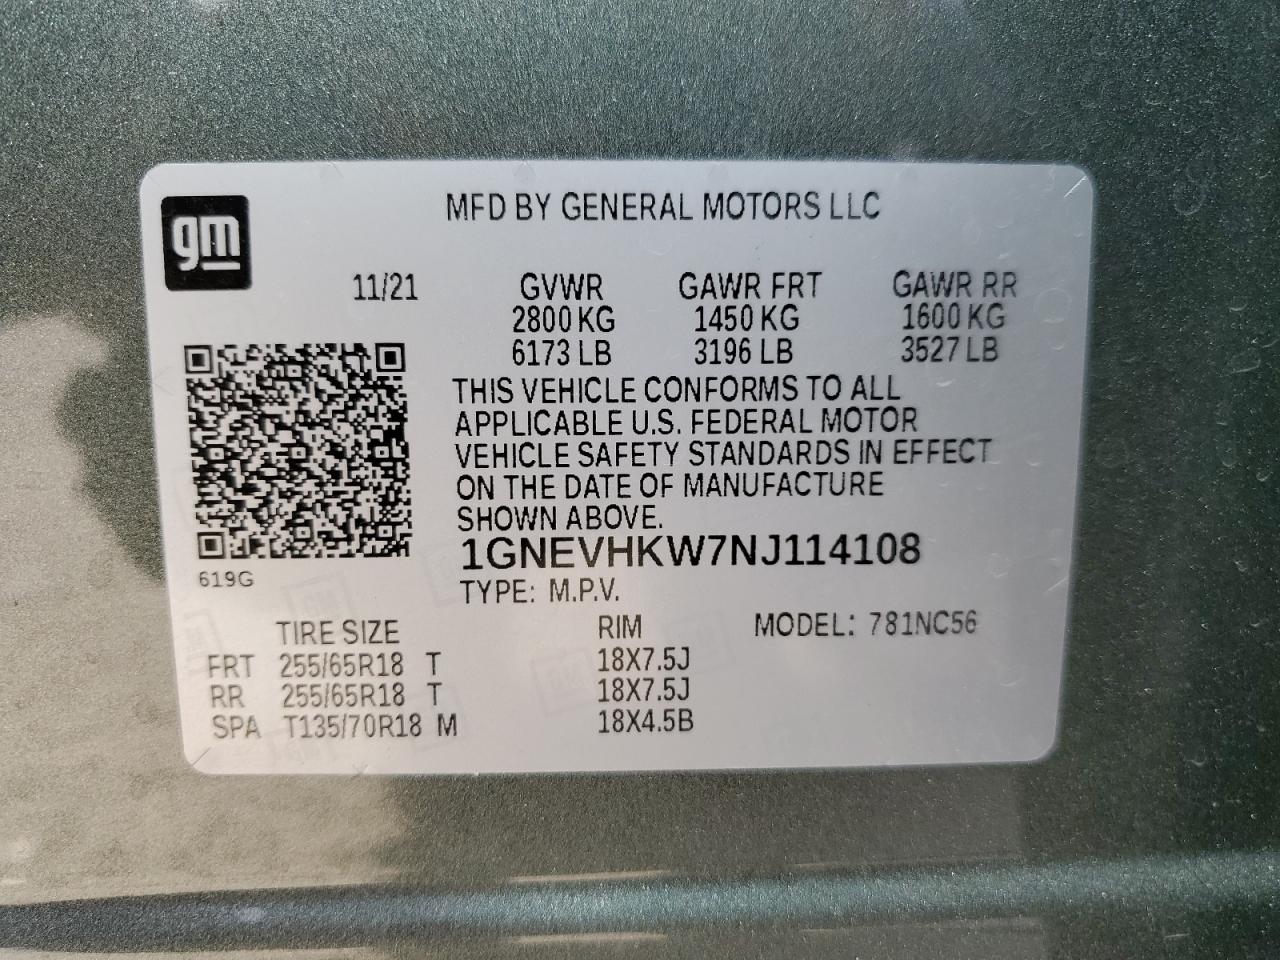 gm
MFD BY GENERAL MOTORS LLC
11/21 GVWR GAWR FRT GAWR RR
2800 KG 1450 KG 1600 KG
6173 LB 3196 LB 3527 LB
THIS VEHICLE CONFORMS TO ALL
APPLICABLE U.S. FEDERAL MOTOR
VEHICLE SAFETY STANDARDS IN EFFECT
ON THE DATE OF MANUFACTURE
SHOWN ABOVE.
1GNEVHKW7NJ114108
619G
TYPE: M.P.V.
TIRE SIZE RIM MODEL: 781NC56
FRT 255/65R18 T 18X7.5J
RR 255/65R18 T 18X7.5J
SPA T135/70R18 M 18X4.5B